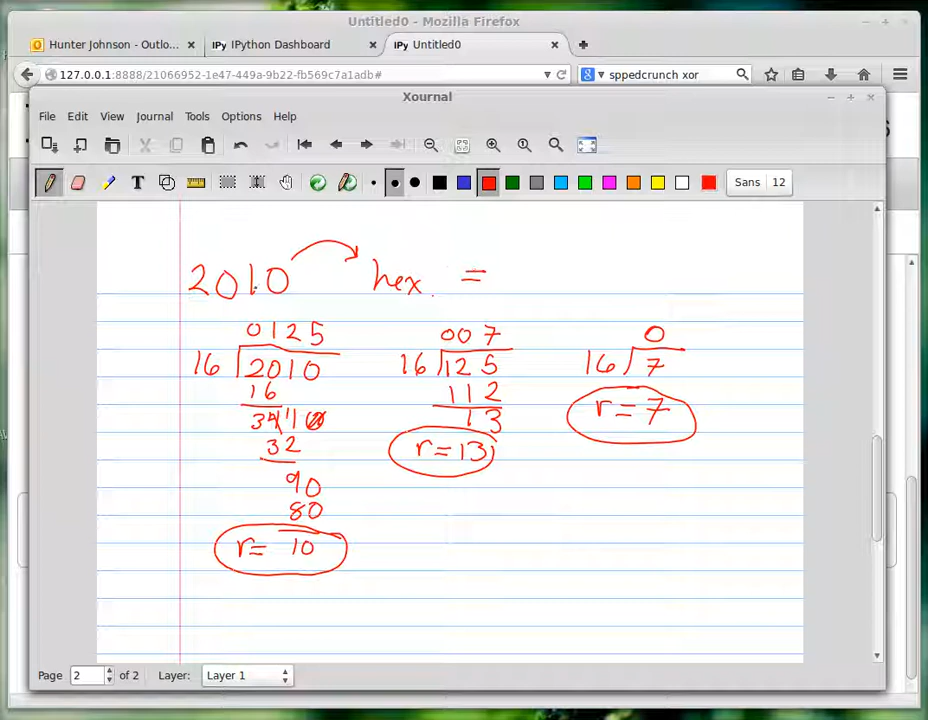 Untitled0 - Mozilla Firefox
Hunter Johnson - Outlo... IPython Dashboard IPy Untitled0
127.0.0.1:8888/21066952-1e47-449a-9b22-fb569c7a1adb# sppedcrunch xor
Xournal
File Edit View Journal Tools Options Help
T Sans 12
2010 hex. =
0125 007 0
16 2010 16 125 16 7
16 112 r=7
13
32 r=13
90
80
r= 10
Page 2 of 2 Layer: Layer 1